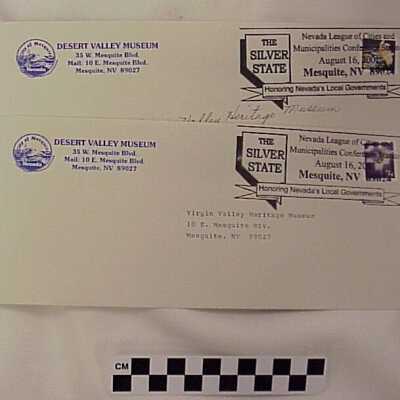 DESERT VALLEY MUSEUM
35 W. Mesquite Blvd.
Mail: 10 E. Mesquite Blvd.
Mesquite, NV 89027
THE
SILVER
STATE
Nevada League of Cities and
Municipalities
August 16,
Mesquite, NV
Honoring Nevada's Local Governments
Valley Heritage Museum
DESERT VALLEY MUSEUM
35 W. Mesquite Blvd.
Mail: 10 E. Mesquite Blvd.
Mesquite, NV 89027
THE
SILVER
STATE
Nevada League of Cities and
Municipalities
August 16,
Mesquite, NV
Honoring Nevada's Local Governments
Virgin Valley Heritage Museum
10 E. Mesquite Blv.
Mesquite, NV 89027
CM